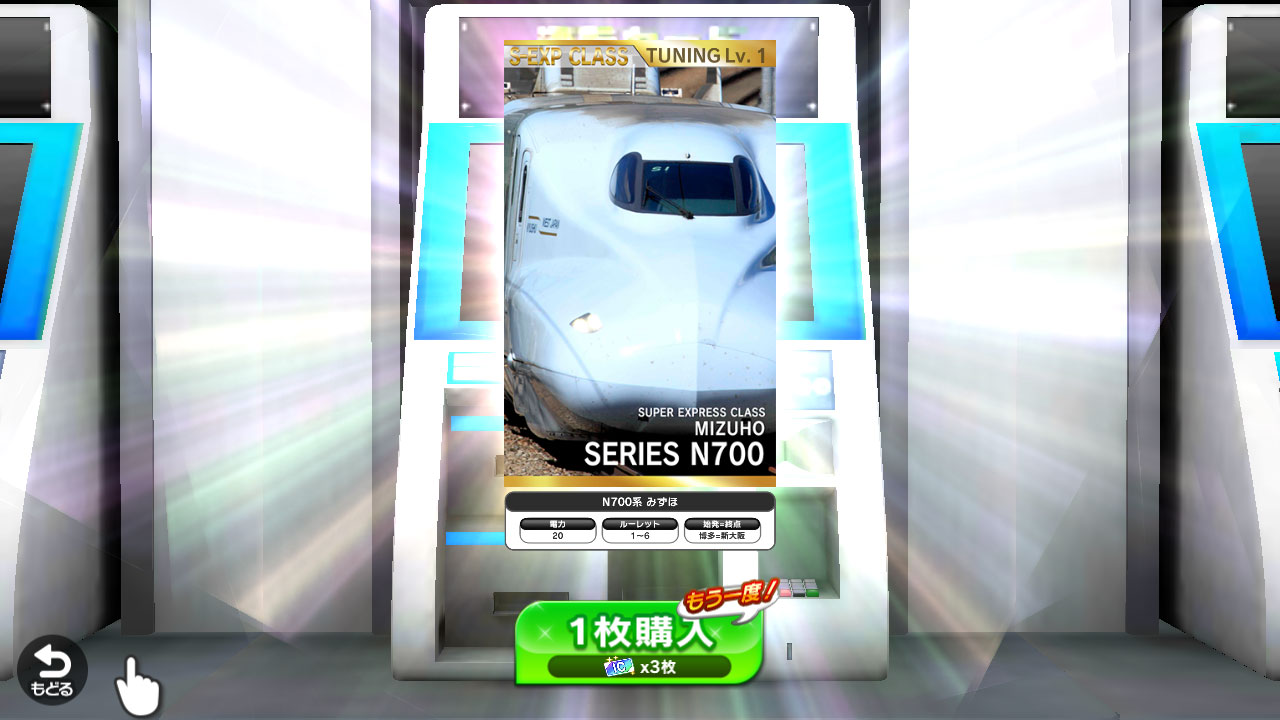 S-EXP CLASS TUNING Lv. 1
S1
SUPER EXPRESS CLASS
MIZUHO
SERIES N700
N700系 みずほ
電力 ルーレット 始発=終点
20 1~6 博多=新大阪
もう一度!
1枚購入
x3枚
もどる